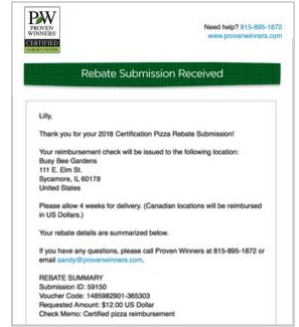 PW
PROVEN
WINNERS
CERTIFIED
GARDEN CENTER
Need help? 815-895-1872
www.provenwinners.com
Rebate Submission Received
Lilly,
Thank you for your 2018 Certification Pizza Rebate Submission!
Your reimbursement check will be issued to the following location:
Busy Bee Gardens
111 E. Elm St.
Sycamore, IL 60178
United States
Please allow 4 weeks for delivery. (Canadian locations will be reimbursed
in US Dollars.)
Your rebate details are summarized below.
If you have any questions, please call Proven Winners at 815-895-1872 or
email sandy@provenwinners.com.
REBATE SUMMARY
Submission ID: 59150
Voucher Code: 1485982901-365303
Requested Amount: $12.00 US Dollar
Check Memo: Certified pizza reimbursement